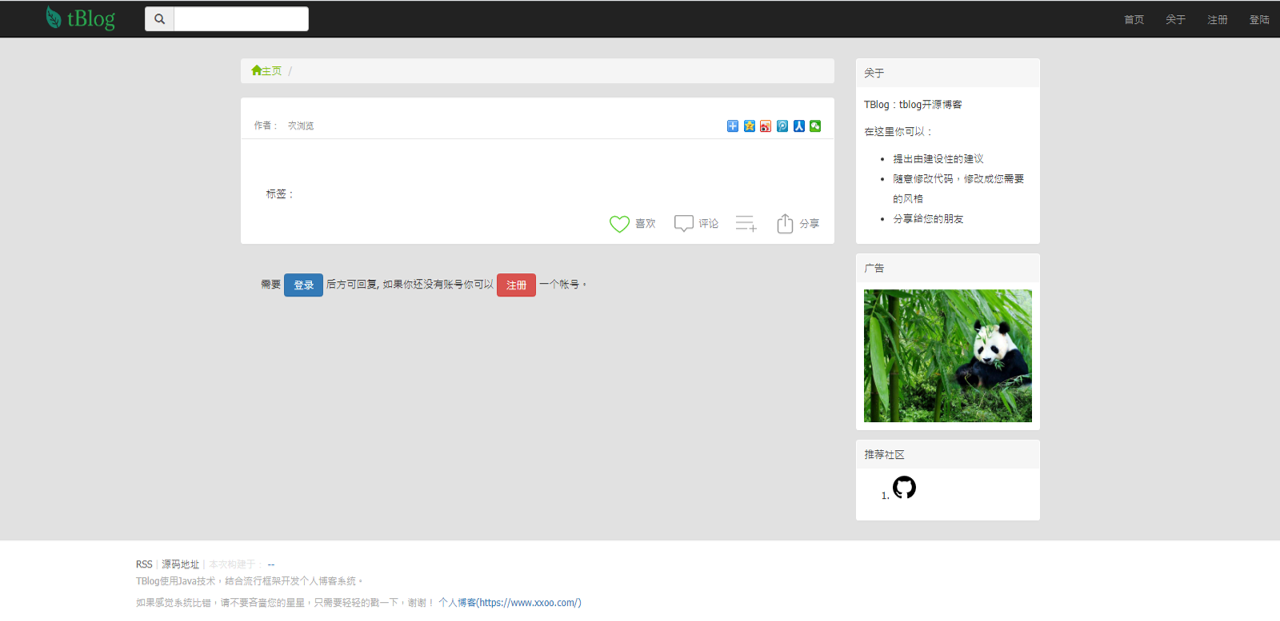 tBlog
首页 关于 注册 登陆
主页 /
作者： 次浏览
标签：
喜欢 评论 分享
需要 登录 后方可回复, 如果你还没有账号你可以 注册 一个帐号。
关于
TBlog：tblog开源博客
在这里你可以：
提出由建设性的建议
随意修改代码，修改成您需要
的风格
分享给您的朋友
广告
推荐社区
1.
RSS | 源码地址 | 本次构建于： --
TBlog使用Java技术，结合流行框架开发个人博客系统。
如果感觉系统比错，请不要吝啬您的星星，只需要轻轻的戳一下，谢谢！ 个人博客(https://www.xxoo.com/)